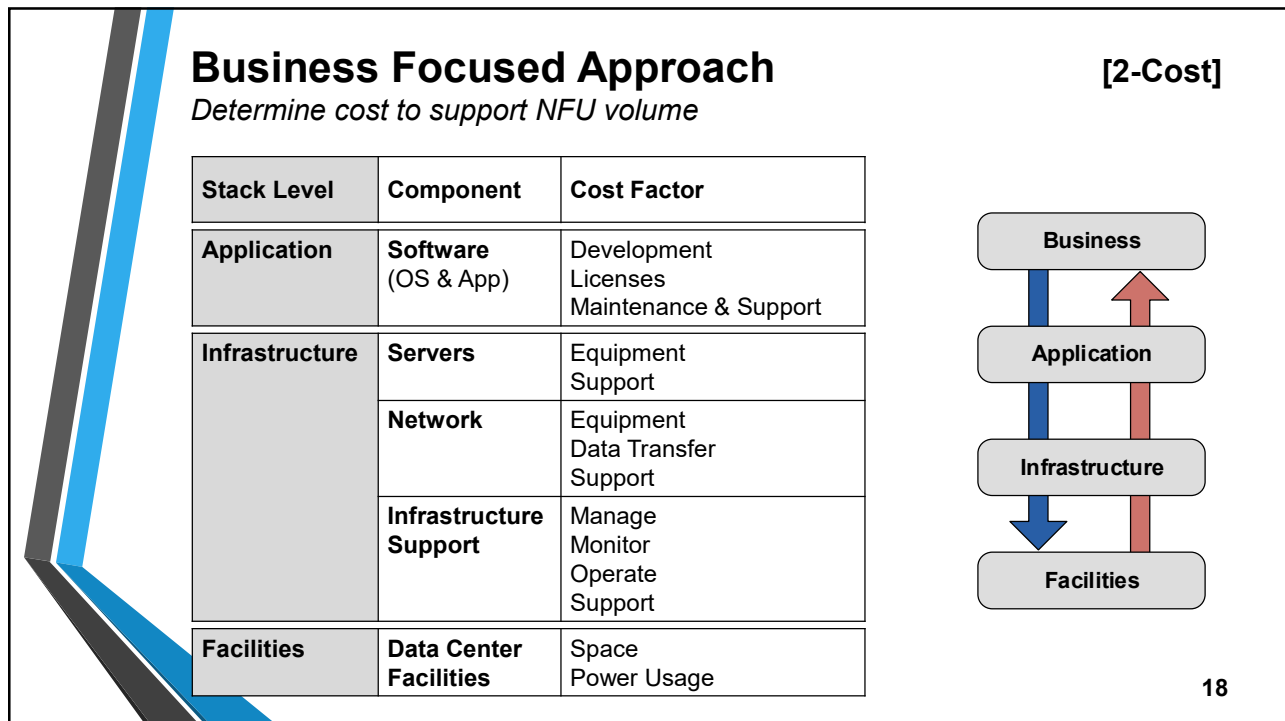 Business Focused Approach [2-Cost]
Determine cost to support NFU volume
Stack Level Component Cost Factor
Application Software Development
(OS & App) Licenses
Maintenance & Support
Infrastructure Servers Equipment
Support
Network Equipment
Data Transfer
Support
Infrastructure Manage
Support Monitor
Operate
Support
Facilities Data Center Space
Facilities Power Usage
Business
Application
Infrastructure
Facilities
18